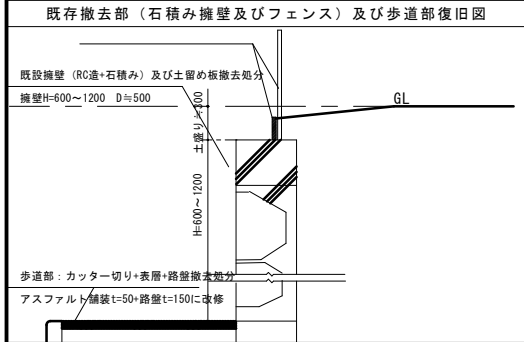 既存撤去部（石積み擁壁及びフェンス）及び歩道部復旧図
既設擁壁（RC造+石積み）及び土留め板撤去処分
擁壁H=600～1200 D≒500
GL
土盛り≒300
H=600～1200
歩道部：カッター切り+表層+路盤撤去処分
アスファルト舗装t=50+路盤t=150に改修